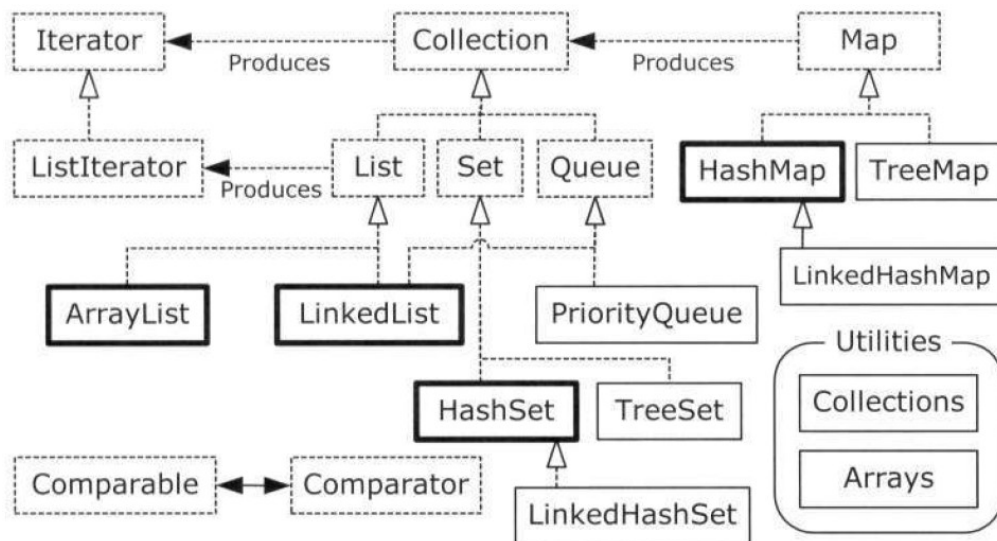 Iterator
Collection
Map
Produces
Produces
ListIterator
List
Set
Queue
HashMap
TreeMap
Produces
ArrayList
LinkedList
PriorityQueue
LinkedHashMap
Utilities
HashSet
TreeSet
Collections
Comparable
Comparator
LinkedHashSet
Arrays